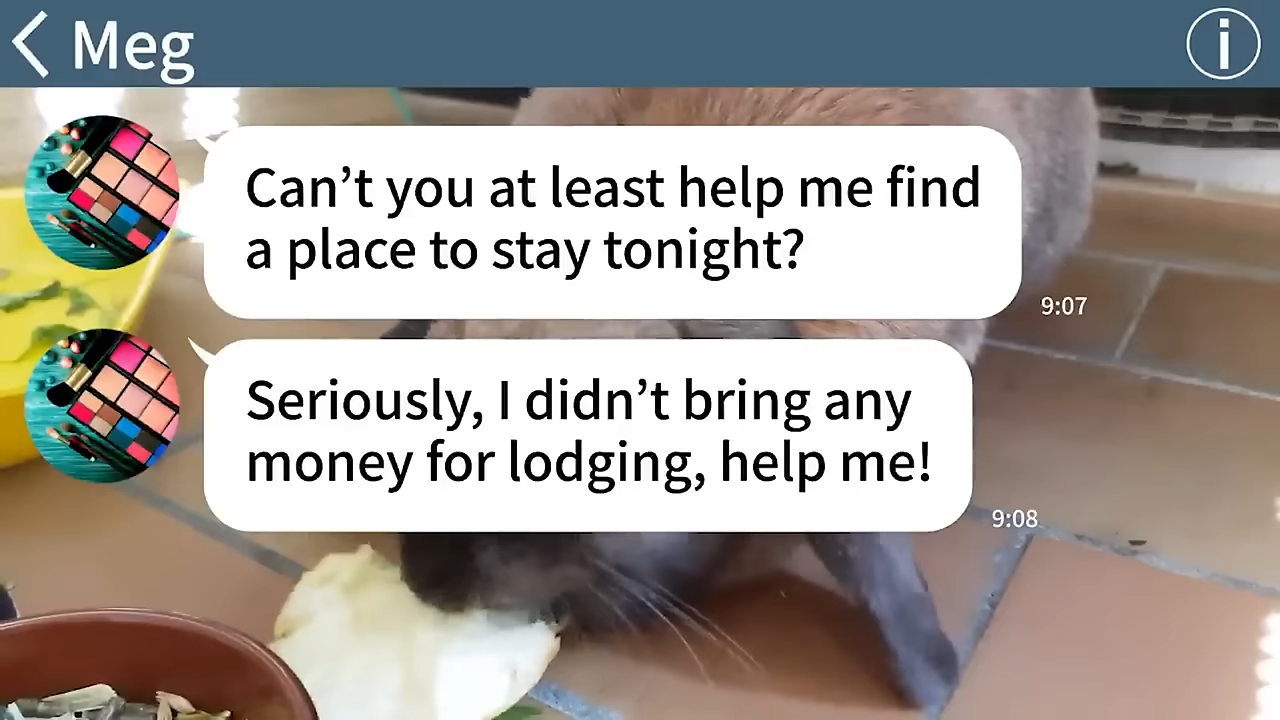 Meg
Can’t you at least help me find
a place to stay tonight?
9:07
Seriously, I didn’t bring any
money for lodging, help me!
9:08